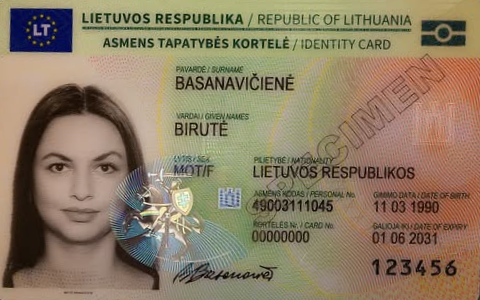 LT
LIETUVOS RESPUBLIKA / REPUBLIC OF LITHUANIA
ASMENS TAPATYBĖS KORTELĖ / IDENTITY CARD
PAVARDĖ / SURNAME
BASANAVIČIENĖ
VARDAI / GIVEN NAMES
BIRUTĖ
LYTIS / SEX
MOT/F
PILIETYBĖ / NATIONALITY
LIETUVOS RESPUBLIKOS
ASMENS KODAS / PERSONAL No.
49003111045
GIMIMO DATA / DATE OF BIRTH
11 03 1990
KORTELĖS Nr. / CARD No.
00000000
GALIOJA IKI / DATE OF EXPIRY
01 06 2031
123456
SPECIMEN